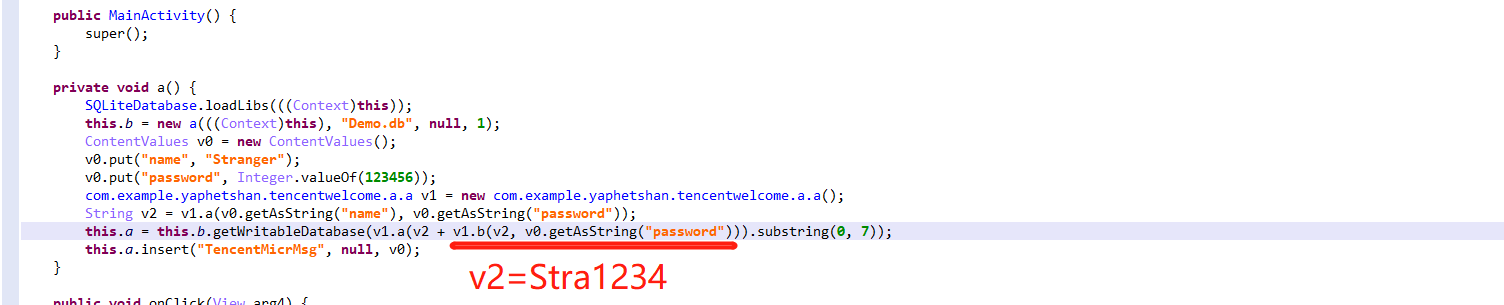 public MainActivity() {
super();
}
private void a() {
SQLiteDatabase.loadLibs(((Context)this));
this.b = new a(((Context)this), "Demo.db", null, 1);
ContentValues v0 = new ContentValues();
v0.put("name", "Stranger");
v0.put("password", Integer.valueOf(123456));
com.example.yaphetshan.tencentwelcome.a.a v1 = new com.example.yaphetshan.tencentwelcome.a.a();
String v2 = v1.a(v0.getAsString("name"), v0.getAsString("password"));
this.a = this.b.getWritableDatabase(v1.a(v2 + v1.b(v2, v0.getAsString("password"))).substring(0, 7));
this.a.insert("TencentMicrMsg", null, v0);
}
v2=Stra1234
public void onClick(View arg4) {